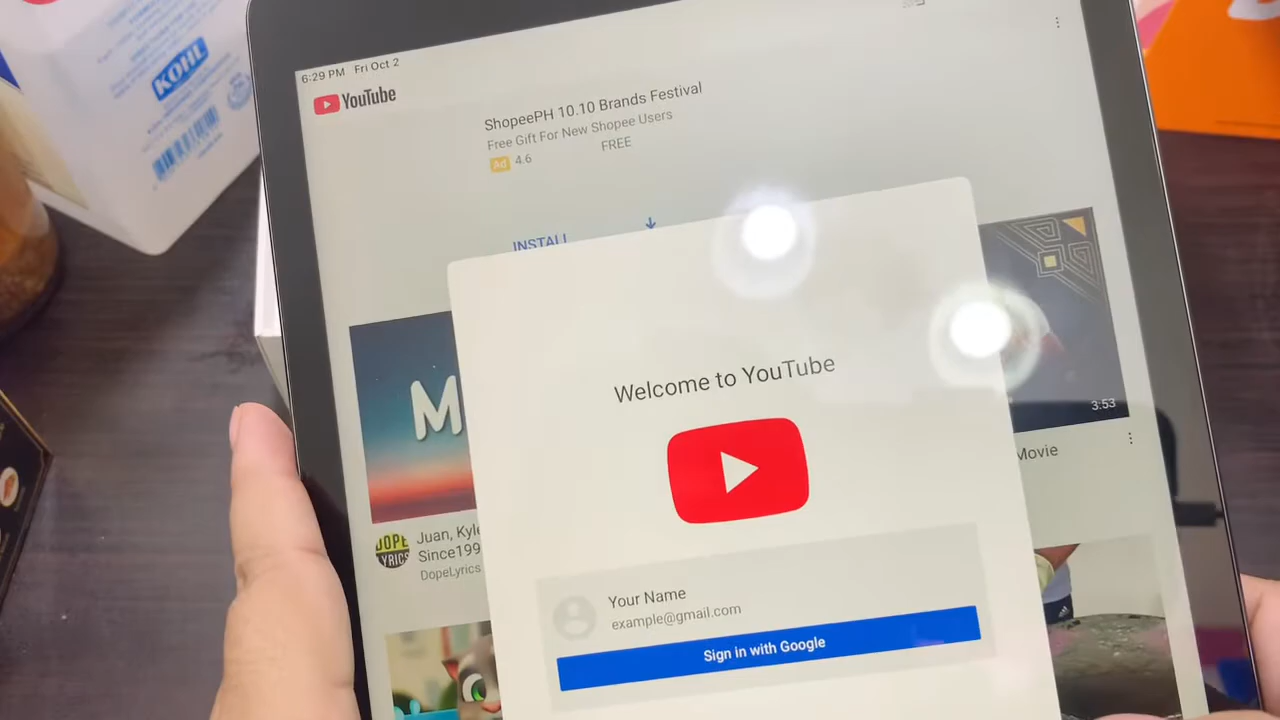 KOHL
6:29 PM Fri Oct 2
YouTube
ShopeePH 10.10 Brands Festival
Free Gift For New Shopee Users
Ad 4.6 FREE
INSTALL
M
3:53
Movie
Welcome to YouTube
DOPE
LYRICS
Juan, Kyle
Since199
DopeLyrics
Your Name
example@gmail.com
Sign in with Google